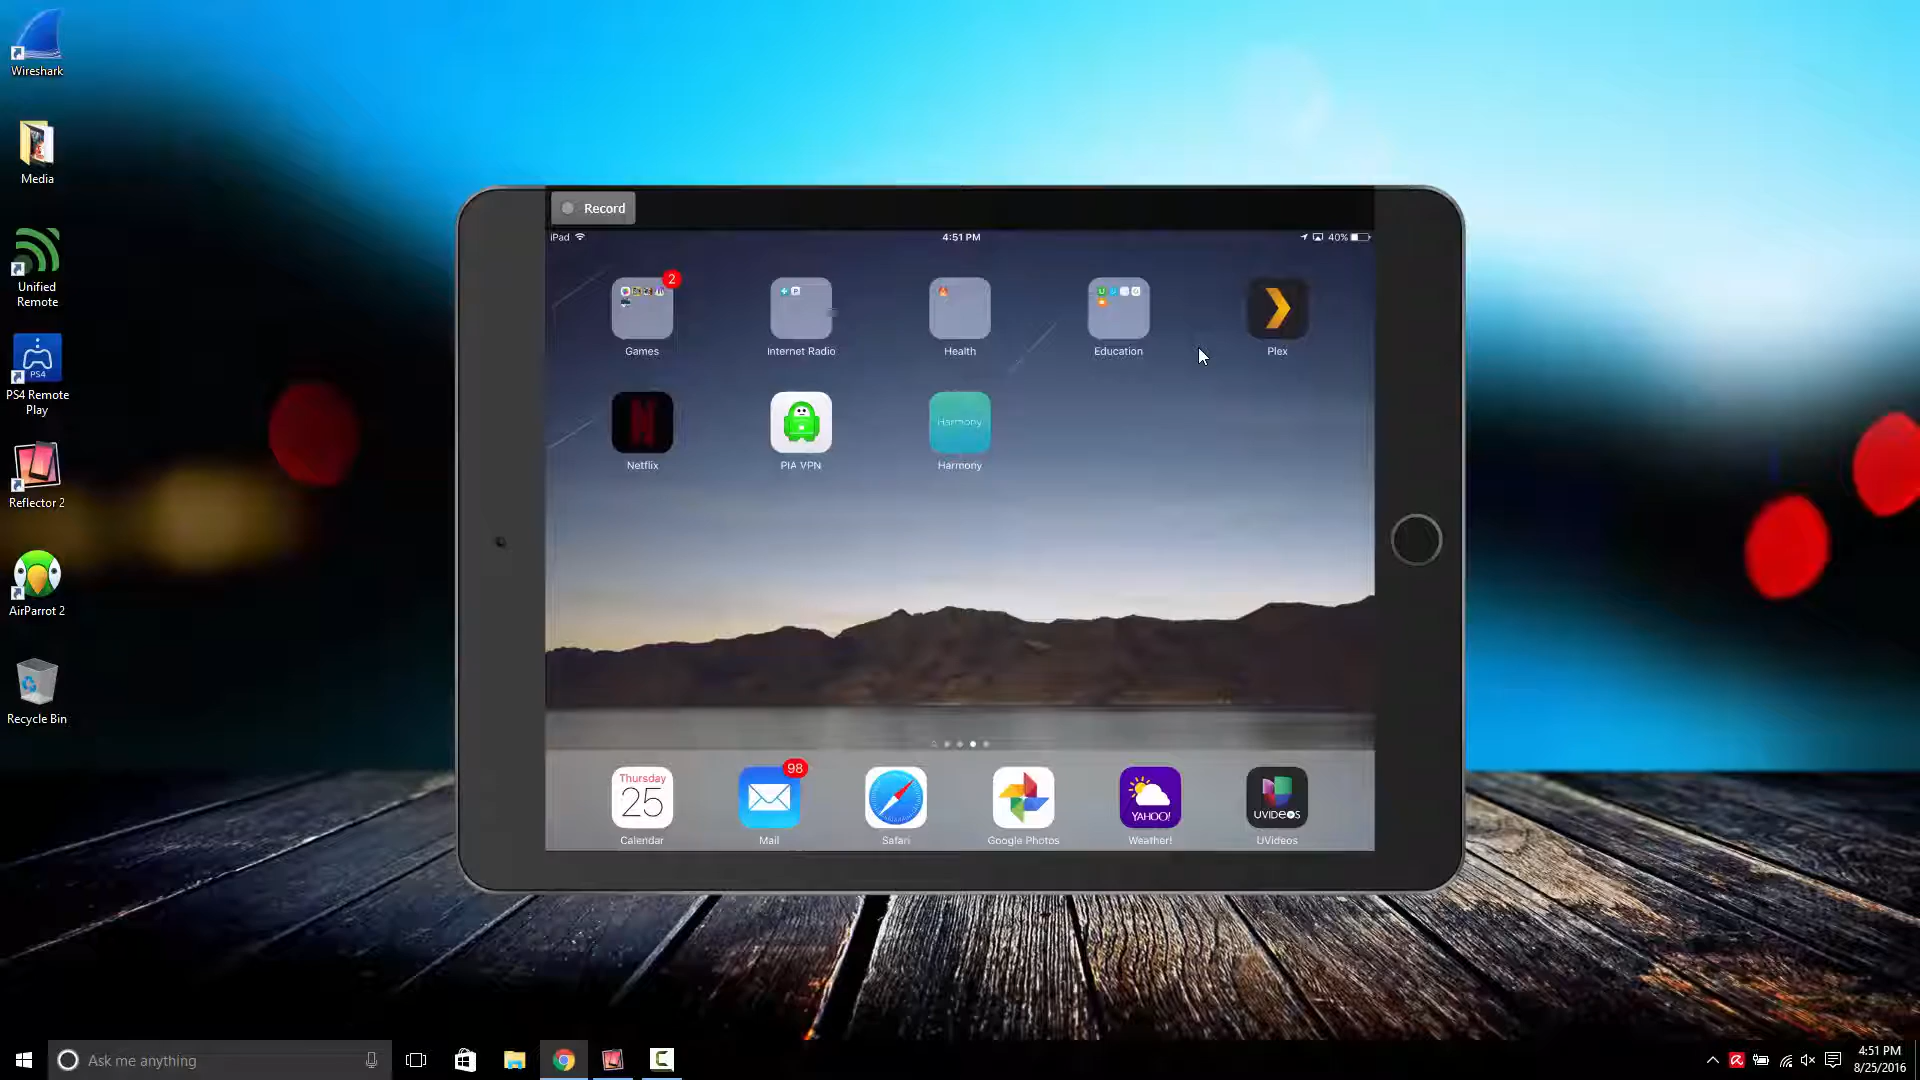 Wireshark
Media
Unified
Remote
PS4
PS4 Remote
Play
Reflector 2
AirParrot 2
Recycle Bin
Record
iPad
4:51 PM
40%
2
Games
Internet Radio
Health
Education
Plex
N
Netflix
PIA VPN
Harmony
Harmony
Thursday
25
Calendar
98
Mail
Safari
Google Photos
YAHOO!
Weather!
UVIDEOS
UVideos
Ask me anything
4:51 PM
8/25/2016